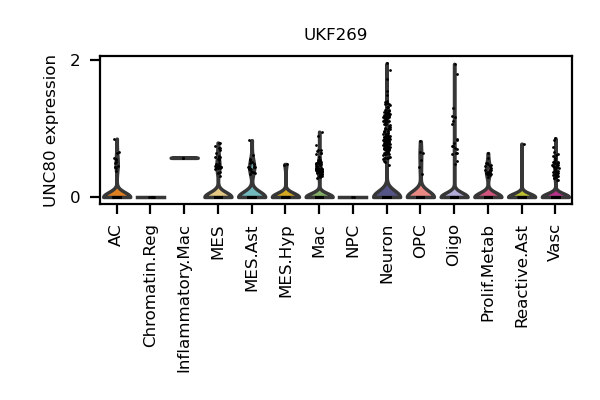 UKF269
UNC80 expression
2
0
AC
Chromatin.Reg
Inflammatory.Mac
MES
MES.Ast
MES.Hyp
Mac
NPC
Neuron
OPC
Oligo
Prolif.Metab
Reactive.Ast
Vasc